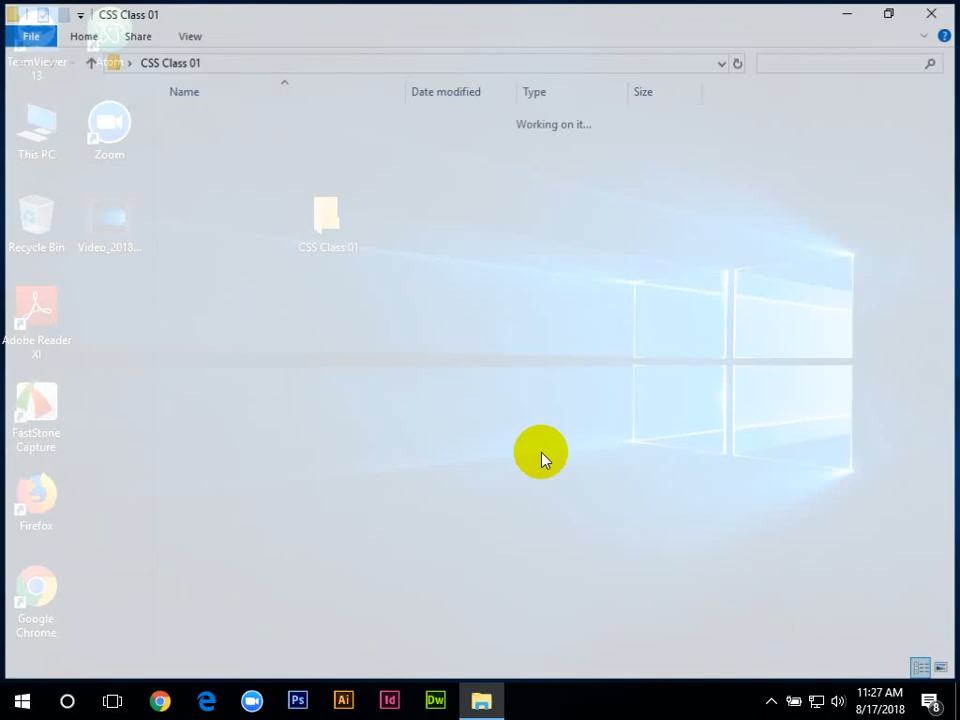 CSS Class 01
File Home Share View
CSS Class 01
Name Date modified Type Size
Working on it...
TeamViewer
13
Atom
This PC
Zoom
Recycle Bin
Video_2018...
CSS Class 01
Adobe Reader
XI
FastStone
Capture
Firefox
Google
Chrome
Ps Ai Id Dw
11:27 AM
8/17/2018
8